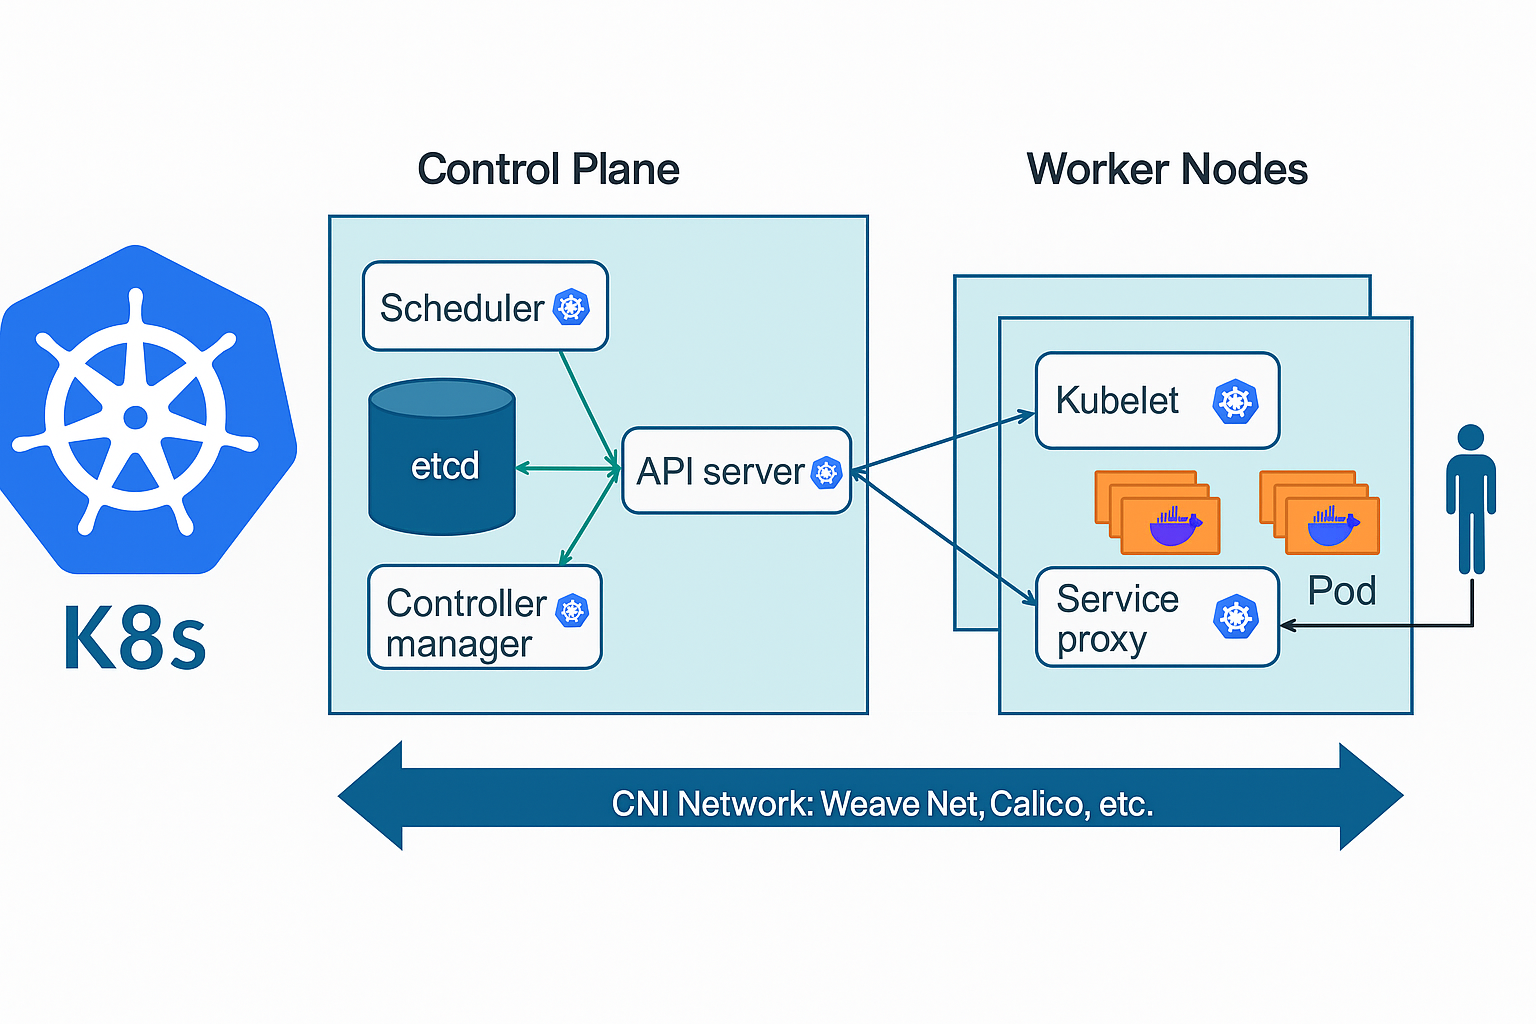 Control Plane
Worker Nodes
K8s
Scheduler
etcd
API server
Controller
manager
Kubelet
Service
proxy
Pod
CNI Network: Weave Net, Calico, etc.